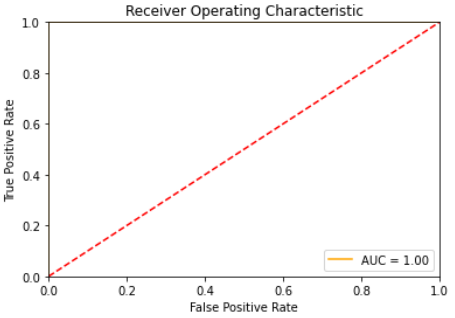 Receiver Operating Characteristic
1.0
0.8
0.6
0.4
0.2
0.0
True Positive Rate
AUC = 1.00
0.0 0.2 0.4 0.6 0.8 1.0
False Positive Rate